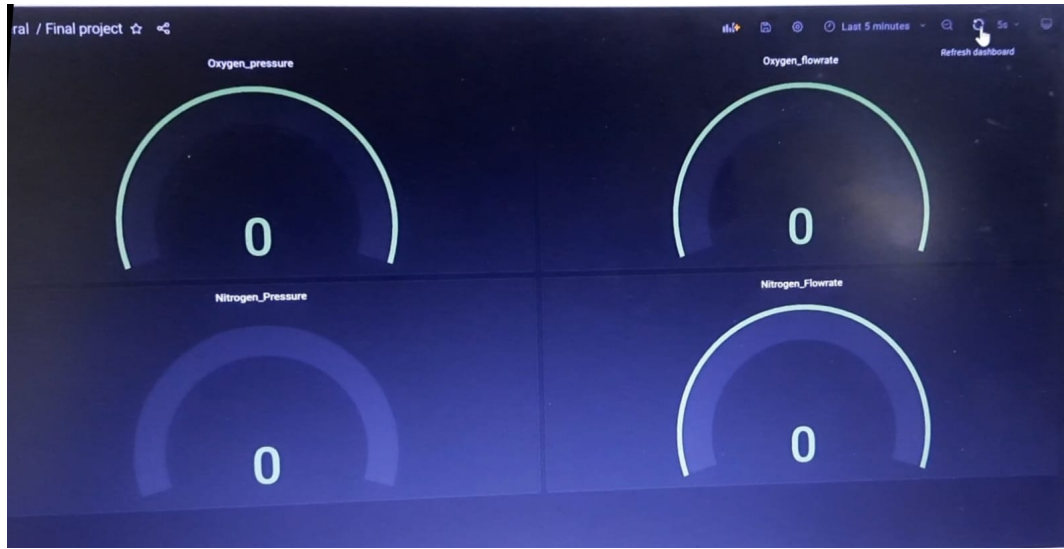 ral / Final project
Last 5 minutes
5s
Refresh dashboard
Oxygen_pressure
Oxygen_flowrate
0
0
Nitrogen_Pressure
Nitrogen_Flowrate
0
0